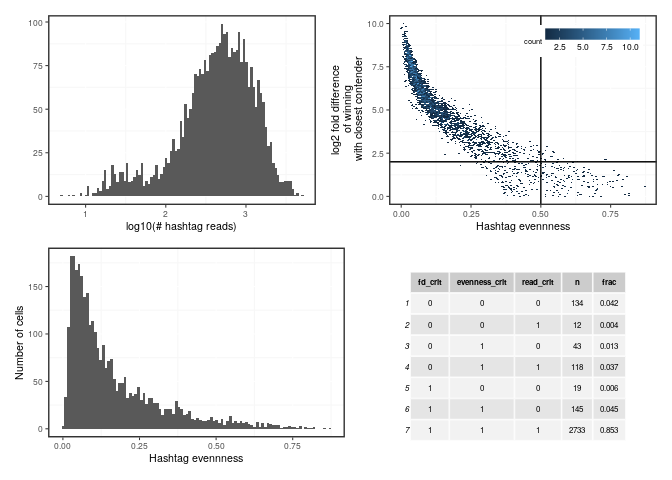 100
75
50
25
0
1
2
3
log10(# hashtag reads)
10.0
7.5
5.0
2.5
0.0
log2 fold difference
of winning
with closest contender
count
2.5 5.0 7.5 10.0
0.00 0.25 0.50 0.75
Hashtag evennness
150
100
50
0
Number of cells
0.00 0.25 0.50 0.75
Hashtag evennness
fd_crit evenness_crit read_crit n frac
1 0 0 0 134 0.042
2 0 0 1 12 0.004
3 0 1 0 43 0.013
4 0 1 1 118 0.037
5 1 0 0 19 0.006
6 1 1 0 145 0.045
7 1 1 1 2733 0.853